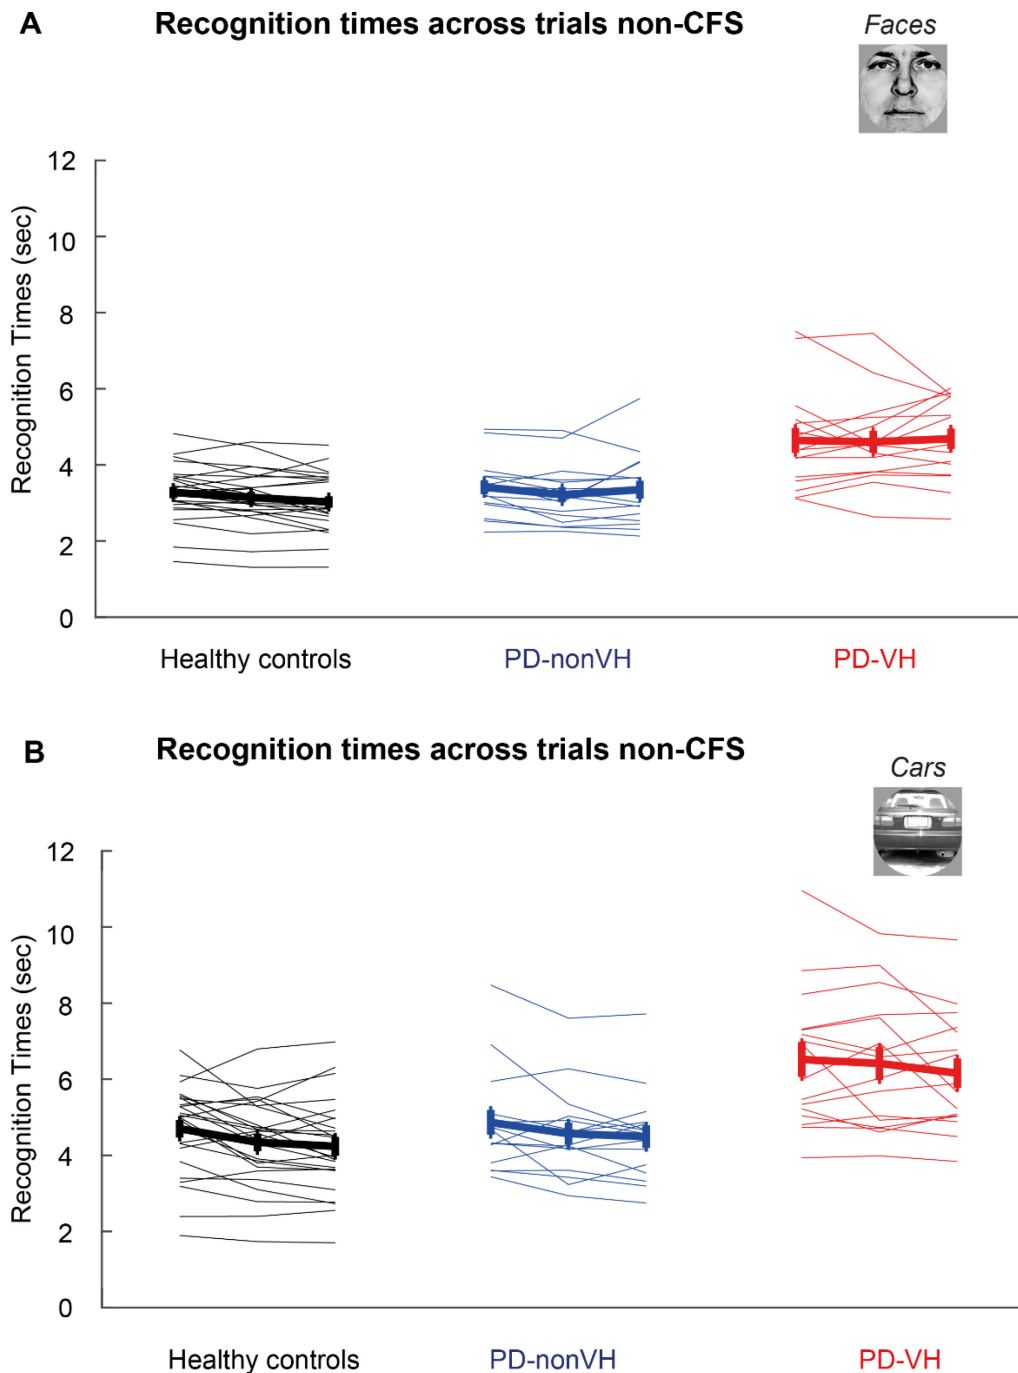 A
Recognition times across trials non-CFS
Faces
Recognition Times (sec)
12
10
8
6
4
2
0
Healthy controls
PD-nonVH
PD-VH
B
Recognition times across trials non-CFS
Cars
Recognition Times (sec)
12
10
8
6
4
2
0
Healthy controls
PD-nonVH
PD-VH